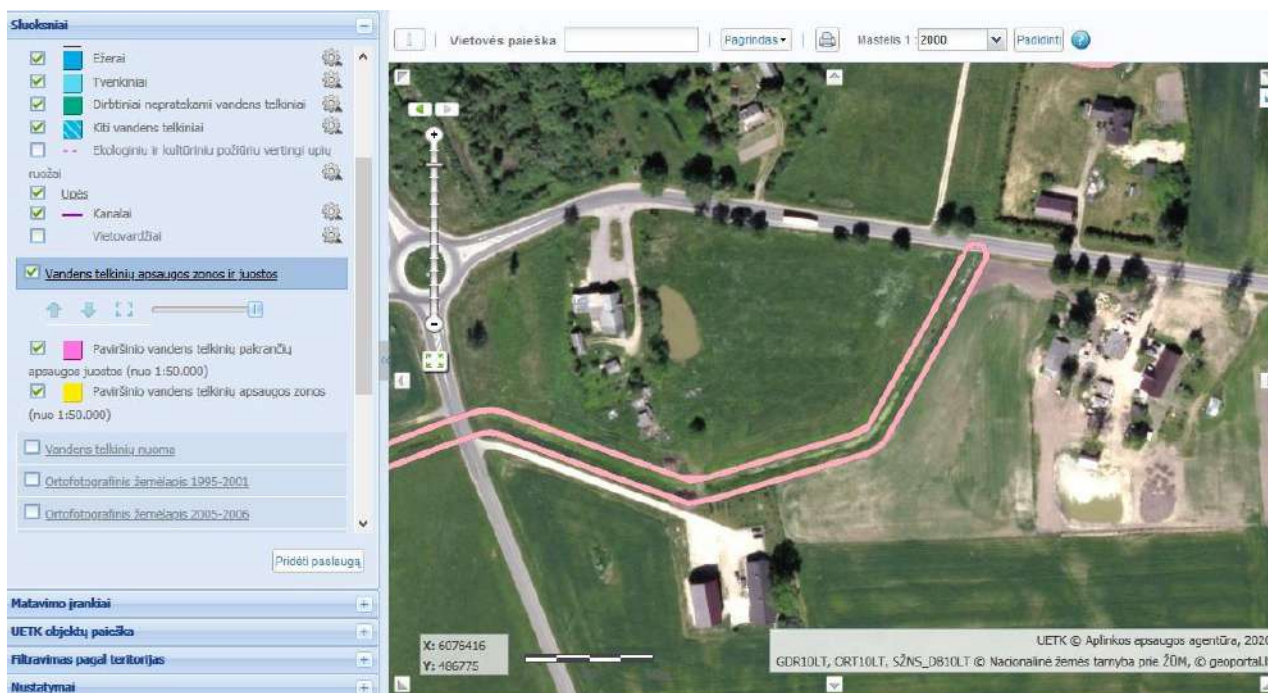 Sluoksniai
Ežerai
Tvenkiniai
Dirbtiniai nepratekami vandens telkiniai
Kiti vandens telkiniai
Ekologiniu ir kultūriniu požiūriu vertingi upių
ruožai
Upės
Kanalai
Vietovardžiai
Vandens telkinių apsaugos zonos ir juostos
Paviršinio vandens telkinių pakrančių
apsaugos juostos (nuo 1:50.000)
Paviršinio vandens telkinių apsaugos zonos
(nuo 1:50.000)
Vandens telkinių nuoma
Ortofotografinis žemėlapis 1995-2001
Ortofotografinis žemėlapis 2005-2006
Pridėti paslaugą
Matavimo įrankiai
UETK objektų paieška
Filtravimas pagal teritorijas
Nustatymai
Vietovės paieška
Pagrindas
Mastelis 1: 2000
Padidinti
X: 6076416
Y: 486775
UETK © Aplinkos apsaugos agentūra, 2020
GDR10LT, ORT10LT, SŽNS_DB10LT © Nacionalinė žemės tarnyba prie ŽŪM, © geoportal.l